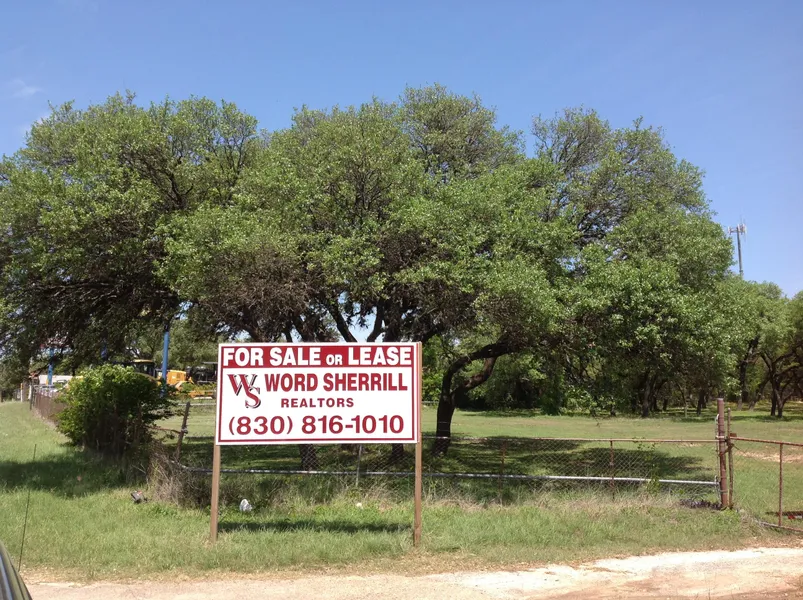 FOR SALE OR LEASE
WS WORD SHERRILL
REALTORS
(830) 816-1010